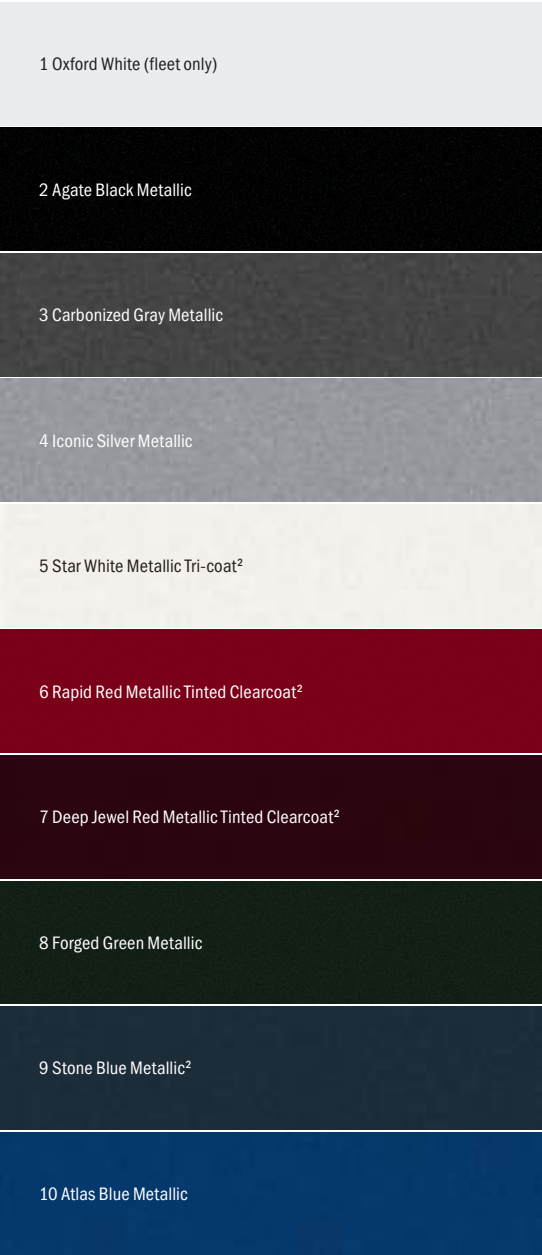 1 Oxford White (fleet only)
2 Agate Black Metallic
3 Carbonized Gray Metallic
4 Iconic Silver Metallic
5 Star White Metallic Tri-coat²
6 Rapid Red Metallic Tinted Clearcoat²
7 Deep Jewel Red Metallic Tinted Clearcoat²
8 Forged Green Metallic
9 Stone Blue Metallic²
10 Atlas Blue Metallic